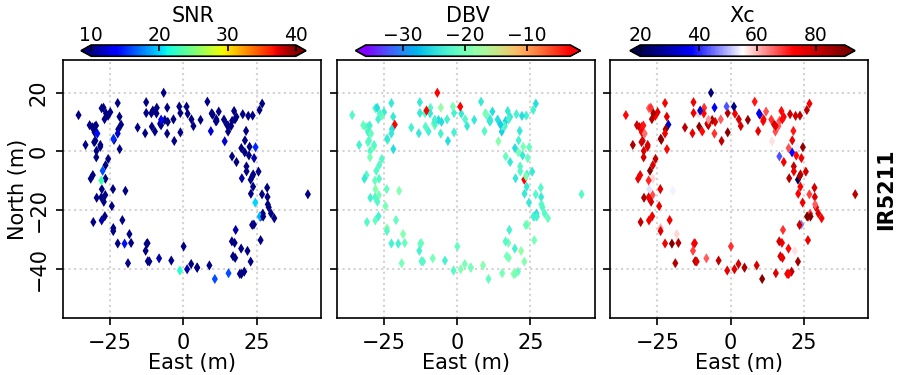 SNR DBV Xc
10 20 30 40 −30 −20 −10 20 40 60 80
20
0
−20
−40
North (m)
−25 0 25 −25 0 25 −25 0 25
East (m) East (m) East (m)
IR5211